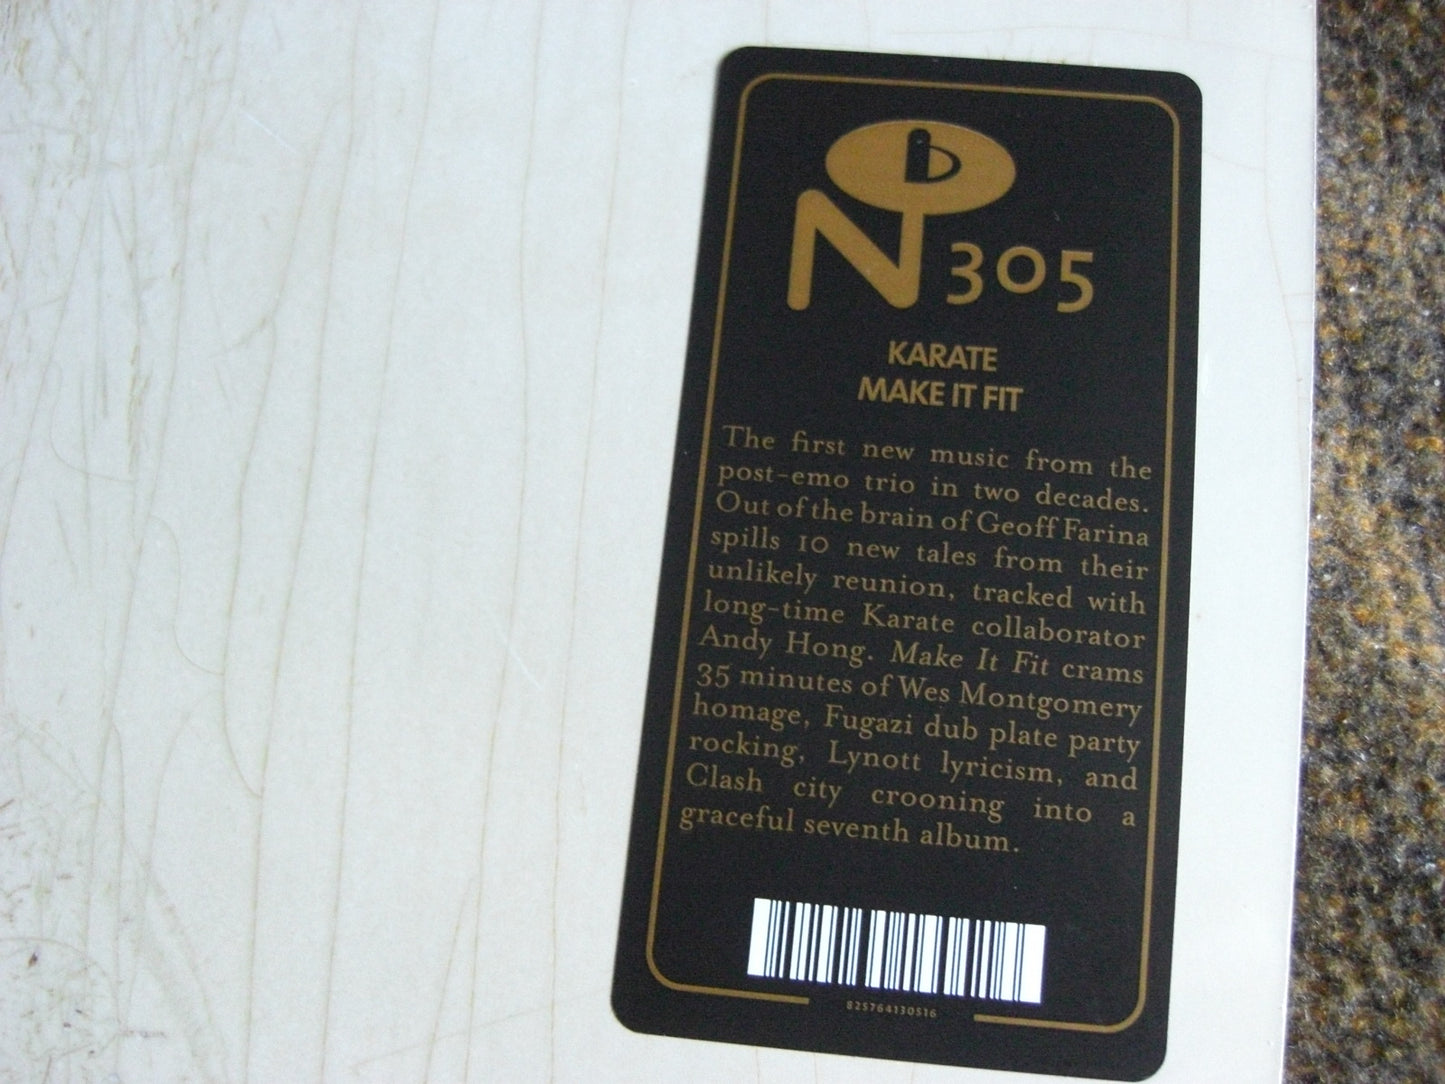 N 305
KARATE
MAKE IT FIT
The first new music from the
post-emo trio in two decades.
Out of the brain of Geoff Farina
spills 10 new tales from their
unlikely reunion, tracked with
long-time Karate collaborator
Andy Hong. Make It Fit crams
35 minutes of Wes Montgomery
homage, Fugazi dub plate party
rocking, Lynott lyricism, and
Clash city crooning into a
graceful seventh album.
825764130516